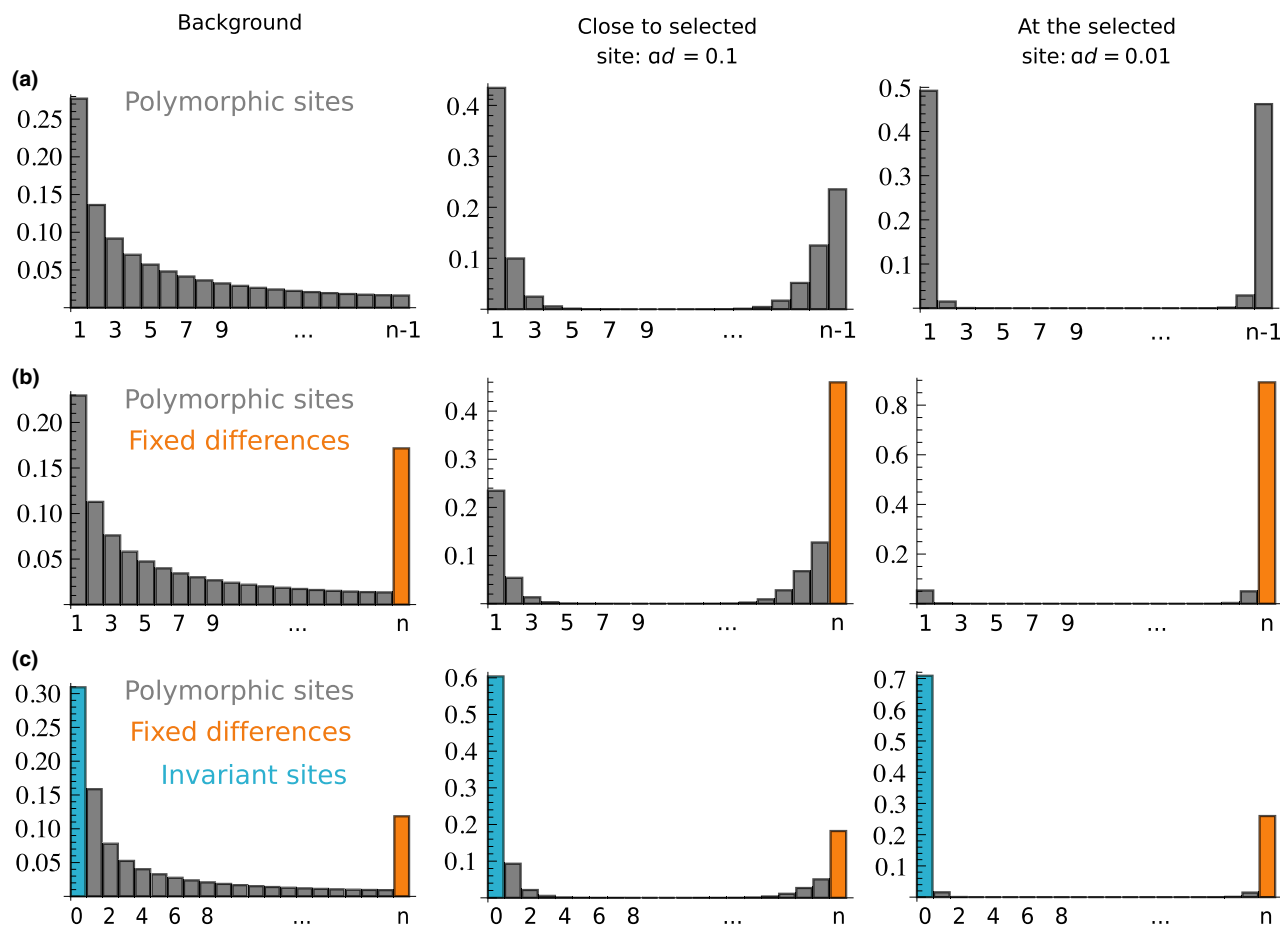 Background
Close to selected
site: αd = 0.1
At the selected
site: αd = 0.01
(a)
Polymorphic sites
0.25
0.20
0.15
0.10
0.05
1 3 5 7 9 ... n-1
0.4
0.3
0.2
0.1
1 3 5 7 9 ... n-1
0.5
0.4
0.3
0.2
0.1
1 3 5 7 9 ... n-1
(b)
Polymorphic sites
Fixed differences
0.20
0.15
0.10
0.05
1 3 5 7 9 ... n
0.4
0.3
0.2
0.1
1 3 5 7 9 ... n
0.8
0.6
0.4
0.2
1 3 5 7 9 ... n
(c)
Polymorphic sites
Fixed differences
Invariant sites
0.30
0.25
0.20
0.15
0.10
0.05
0 2 4 6 8 ... n
0.6
0.5
0.4
0.3
0.2
0.1
0 2 4 6 8 ... n
0.7
0.6
0.5
0.4
0.3
0.2
0.1
0 2 4 6 8 ... n